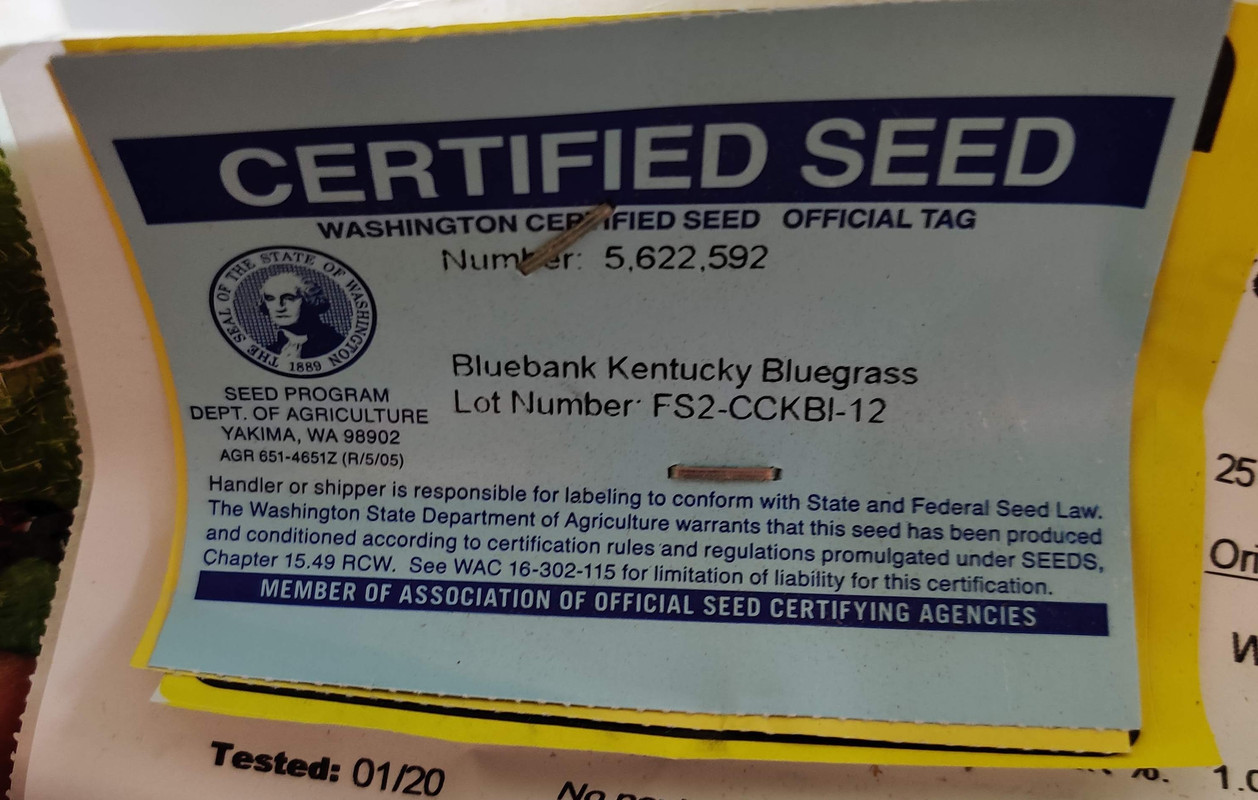 CERTIFIED SEED
WASHINGTON CERTIFIED SEED OFFICIAL TAG
Number: 5,622,592
THE SEAL OF THE STATE OF WASHINGTON
1889
Bluebank Kentucky Bluegrass
Lot Number: FS2-CCKBI-12
SEED PROGRAM
DEPT. OF AGRICULTURE
YAKIMA, WA 98902
AGR 651-4651Z (R/5/05)
Handler or shipper is responsible for labeling to conform with State and Federal Seed Law.
The Washington State Department of Agriculture warrants that this seed has been produced
and conditioned according to certification rules and regulations promulgated under SEEDS,
Chapter 15.49 RCW. See WAC 16-302-115 for limitation of liability for this certification.
MEMBER OF ASSOCIATION OF OFFICIAL SEED CERTIFYING AGENCIES
25
Ori
Tested: 01/20
No
1.0